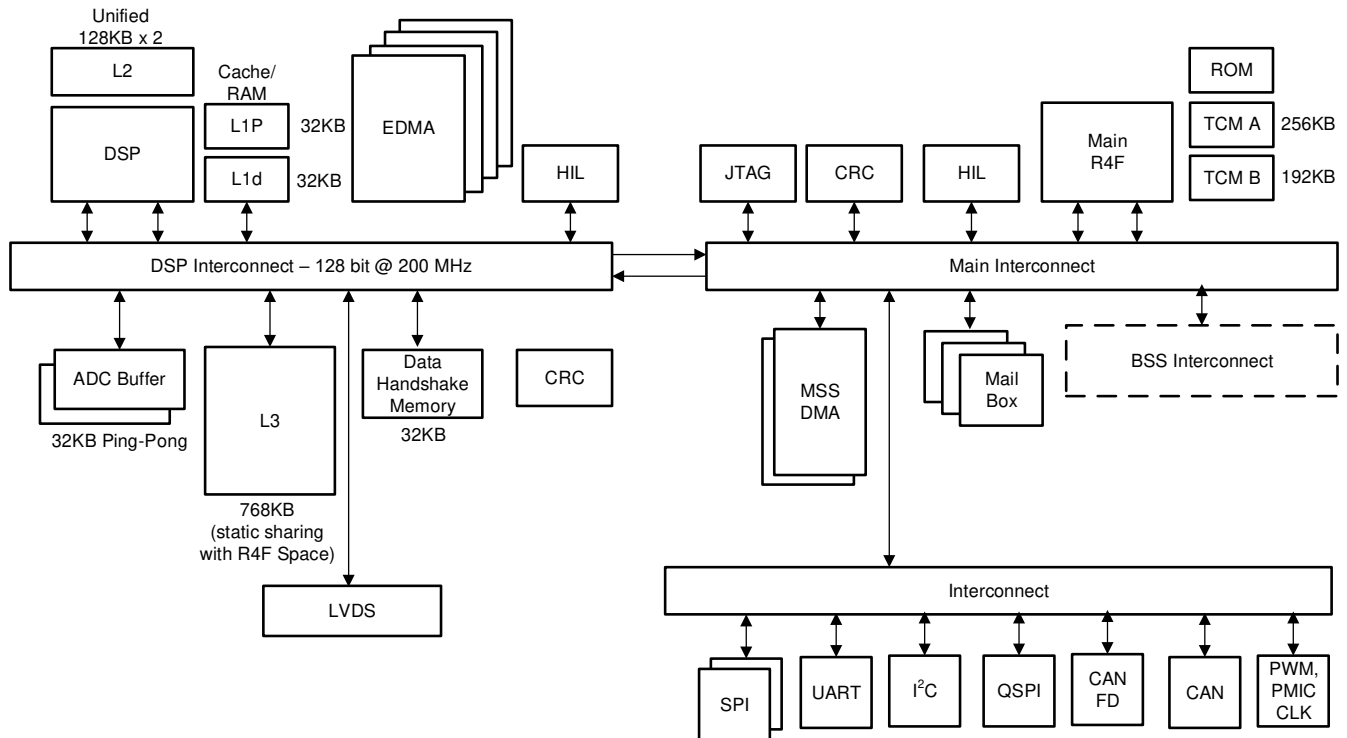 Unified
128KB x 2
L2
DSP
Cache/
RAM
L1P
32KB
L1d
32KB
EDMA
HIL
JTAG
CRC
HIL
Main
R4F
ROM
TCM A
256KB
TCM B
192KB
DSP Interconnect – 128 bit @ 200 MHz
Main Interconnect
ADC Buffer
32KB Ping-Pong
L3
768KB
(static sharing
with R4F Space)
Data
Handshake
Memory
32KB
CRC
LVDS
MSS
DMA
Mail
Box
BSS Interconnect
Interconnect
SPI
UART
I²C
QSPI
CAN
FD
CAN
PWM,
PMIC
CLK